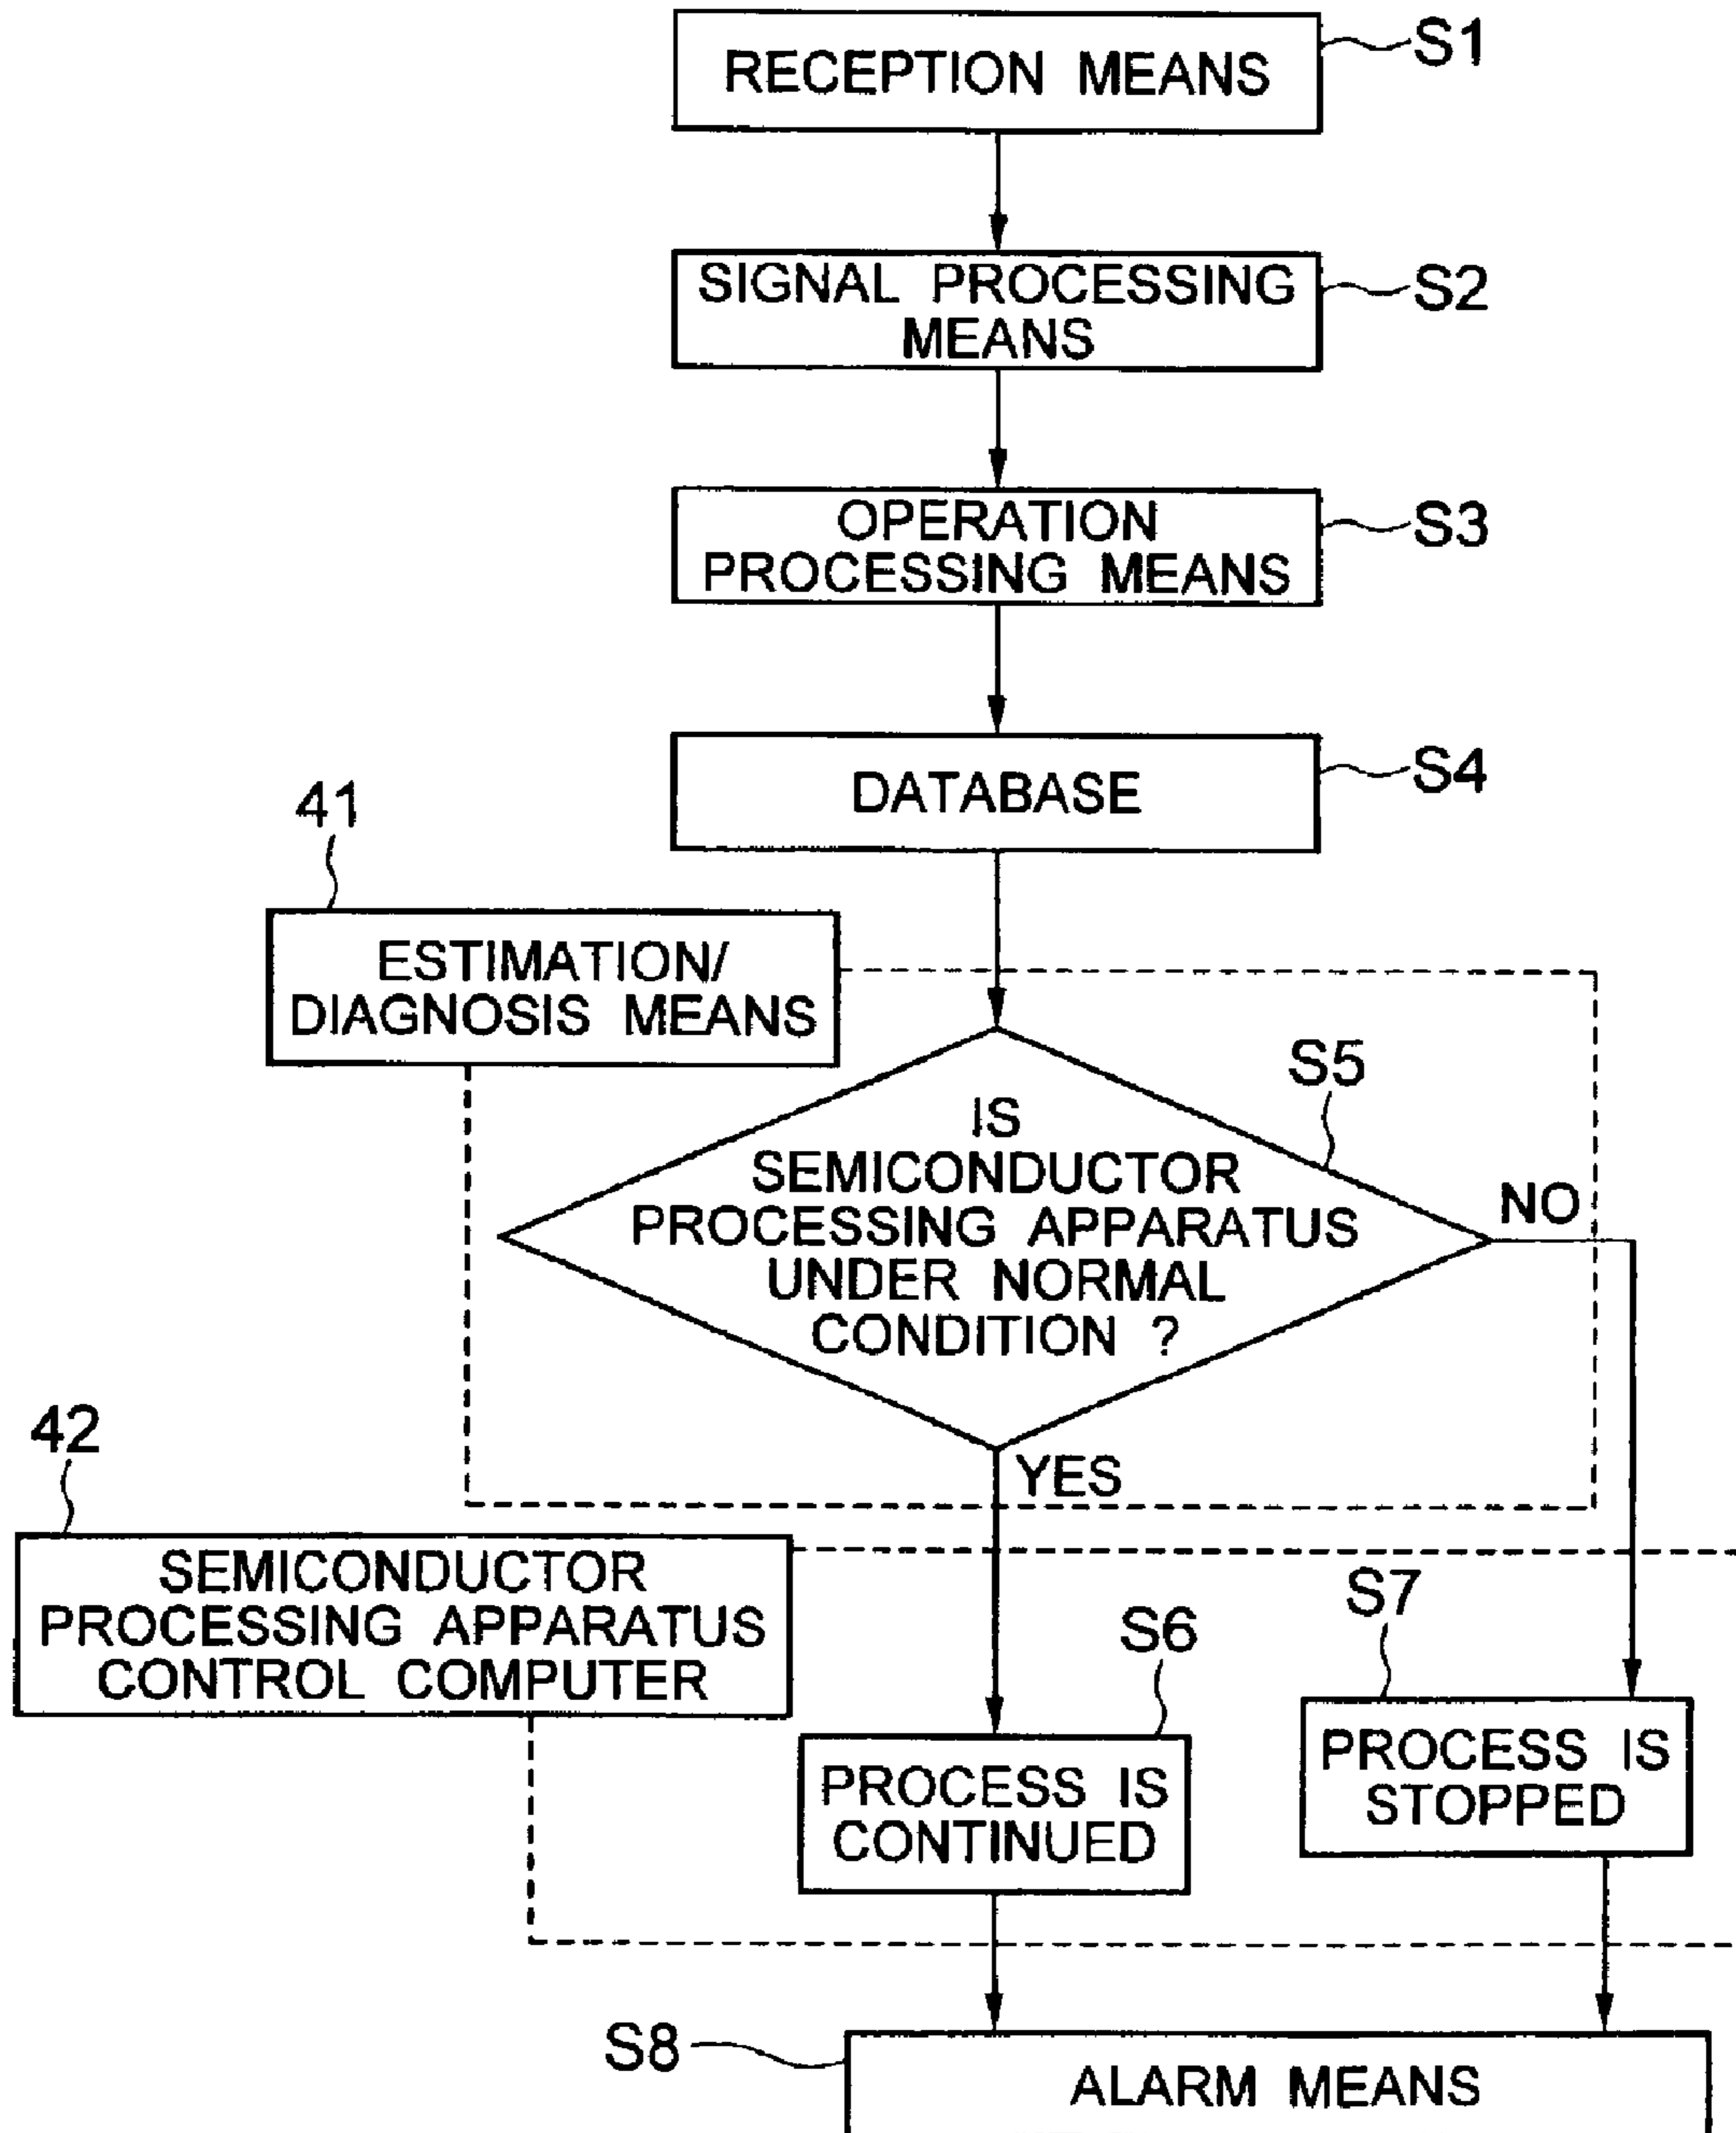 RECEPTION MEANS
S1
SIGNAL PROCESSING
MEANS
S2
OPERATION
PROCESSING MEANS
S3
DATABASE
S4
41
ESTIMATION/
DIAGNOSIS MEANS
S5
IS
SEMICONDUCTOR
PROCESSING APPARATUS
UNDER NORMAL
CONDITION ?
NO
YES
42
SEMICONDUCTOR
PROCESSING APPARATUS
CONTROL COMPUTER
S6
PROCESS IS
CONTINUED
S7
PROCESS IS
STOPPED
S8
ALARM MEANS